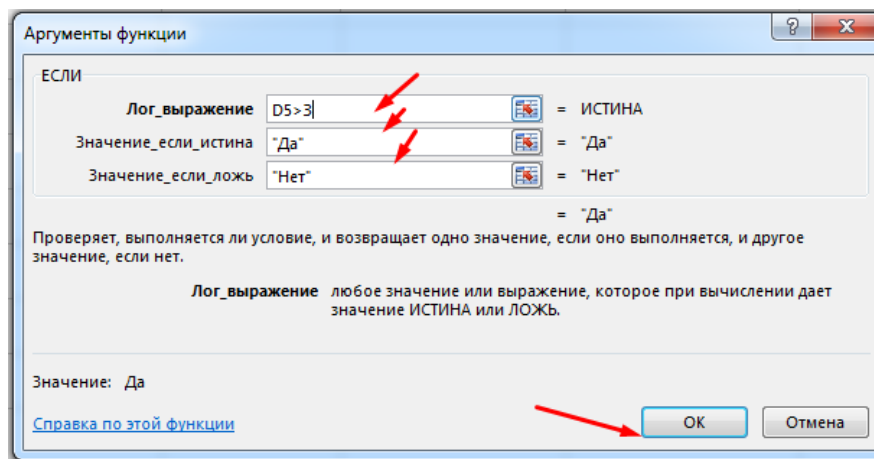 Аргументы функции
ЕСЛИ
Лог_выражение D5>3 = ИСТИНА
Значение_если_истина "Да" = "Да"
Значение_если_ложь "Нет" = "Нет"
= "Да"
Проверяет, выполняется ли условие, и возвращает одно значение, если оно выполняется, и другое
значение, если нет.
Лог_выражение любое значение или выражение, которое при вычислении дает
значение ИСТИНА или ЛОЖЬ.
Значение: Да
Справка по этой функции
ОК Отмена